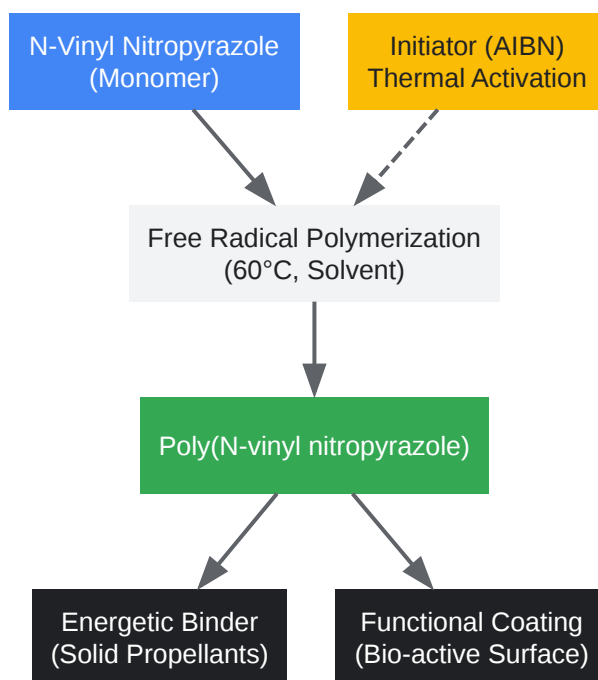 N-Vinyl Nitropyrazole
(Monomer)
Initiator (AIBN)
Thermal Activation
Free Radical Polymerization
(60°C, Solvent)
Poly(N-vinyl nitropyrazole)
Energetic Binder
(Solid Propellants)
Functional Coating
(Bio-active Surface)